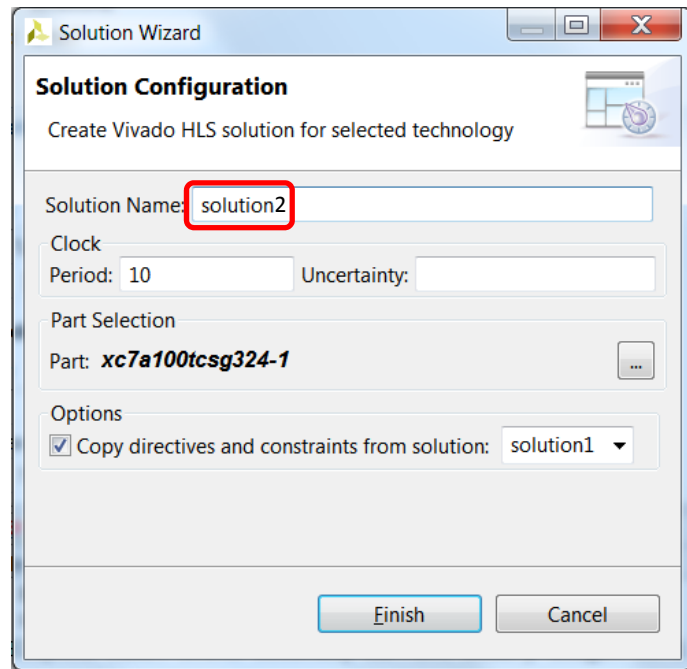 Solution Wizard
Solution Configuration
Create Vivado HLS solution for selected technology
Solution Name: solution2
Clock
Period: 10 Uncertainty:
Part Selection
Part: xc7a100tcsg324-1 ...
Options
Copy directives and constraints from solution: solution1
Finish Cancel